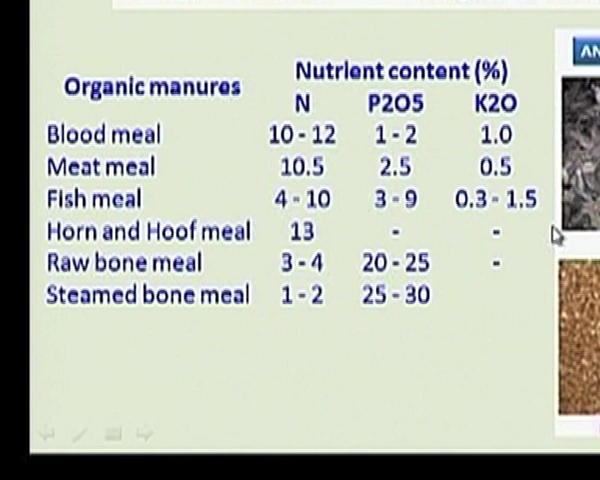 Nutrient content (%)
Organic manures
N P2O5 K2O
Blood meal 10 - 12 1 - 2 1.0
Meat meal 10.5 2.5 0.5
Fish meal 4 - 10 3 - 9 0.3 - 1.5
Horn and Hoof meal 13 - -
Raw bone meal 3 - 4 20 - 25 -
Steamed bone meal 1 - 2 25 - 30
AN